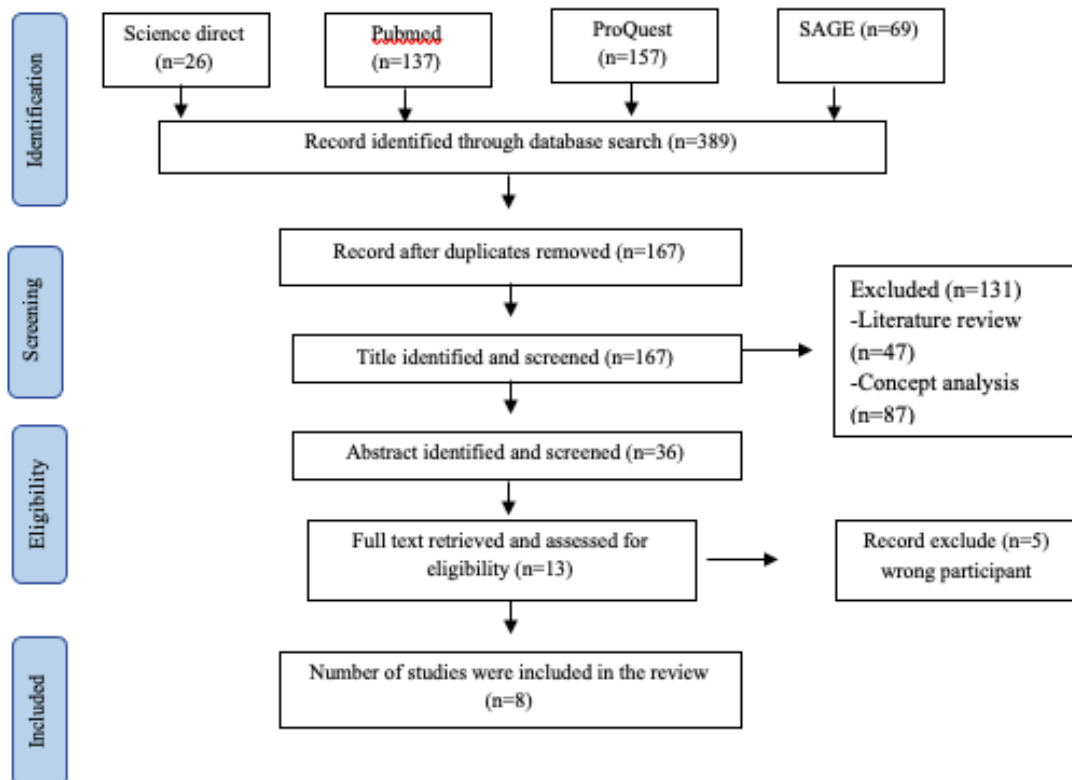 Identification
Science direct
(n=26)
Pubmed
(n=137)
ProQuest
(n=157)
SAGE (n=69)
Record identified through database search (n=389)
Screening
Record after duplicates removed (n=167)
Title identified and screened (n=167)
Excluded (n=131)
-Literature review
(n=47)
-Concept analysis
(n=87)
Eligibility
Abstract identified and screened (n=36)
Full text retrieved and assessed for
eligibility (n=13)
Record exclude (n=5)
wrong participant
Included
Number of studies were included in the review
(n=8)